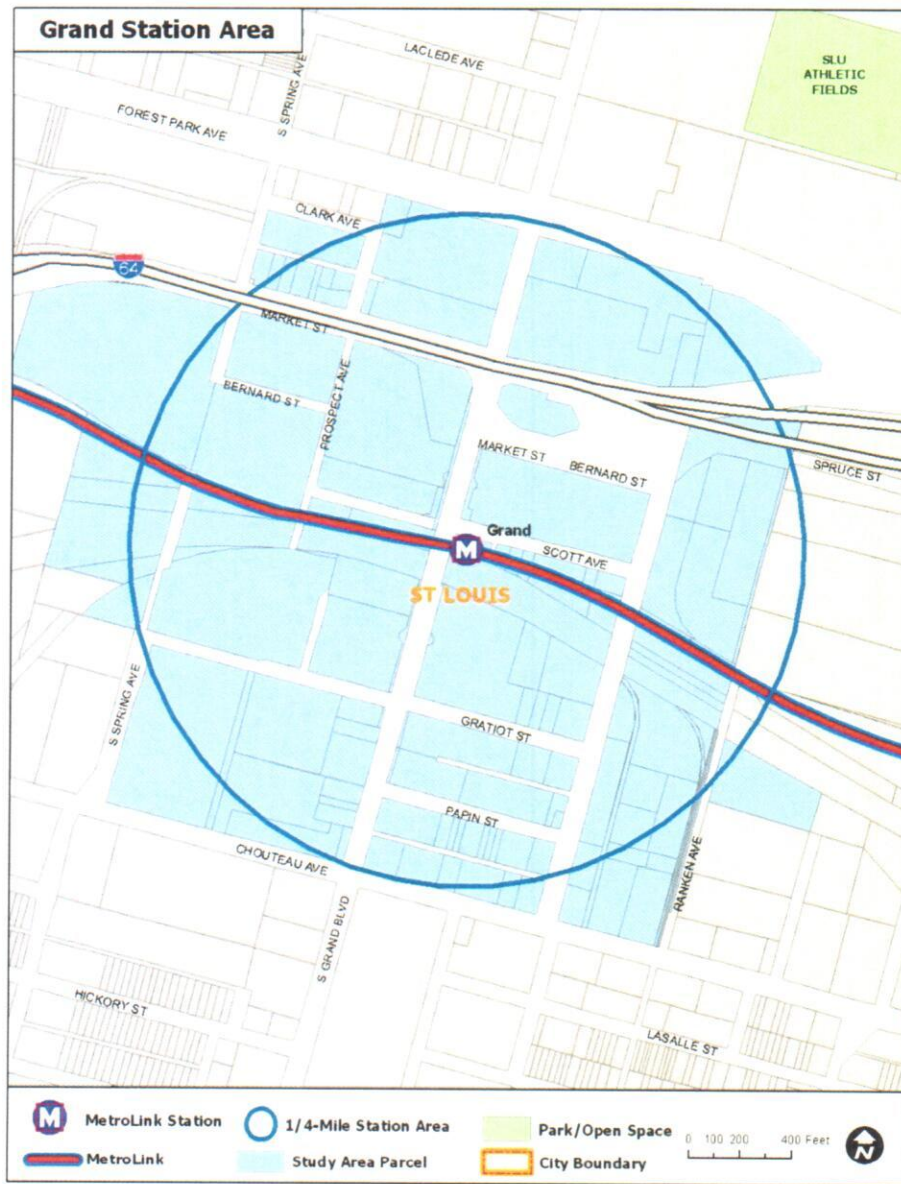 Grand Station Area
LACLEDE AVE
SLU
ATHLETIC
FIELDS
S SPRING AVE
FOREST PARK AVE
CLARK AVE
64
MARKET ST
PROSPECT AVE
BERNARD ST
MARKET ST
BERNARD ST
SPRUCE ST
Grand
M
SCOTT AVE
ST LOUIS
S SPRING AVE
GRATIOT ST
PAPIN ST
CHOUTEAU AVE
RANKEN AVE
S GRAND BLVD
HICKORY ST
LASALLE ST
M MetroLink Station
1/4-Mile Station Area
Park/Open Space
0 100 200 400 Feet
N
MetroLink
Study Area Parcel
City Boundary